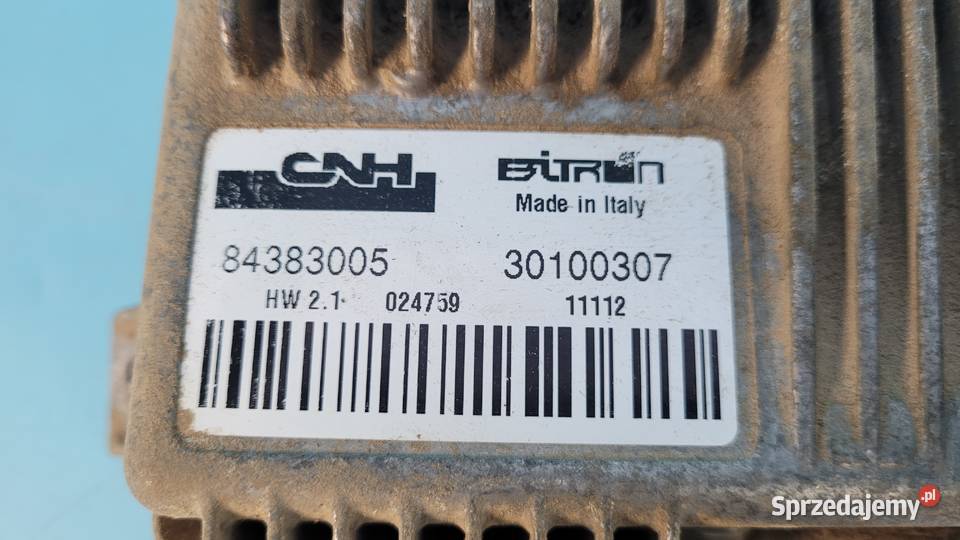 CNH BITRON
Made in Italy
84383005 30100307
HW 2.1 024759 11112
Sprzedajemy.pl